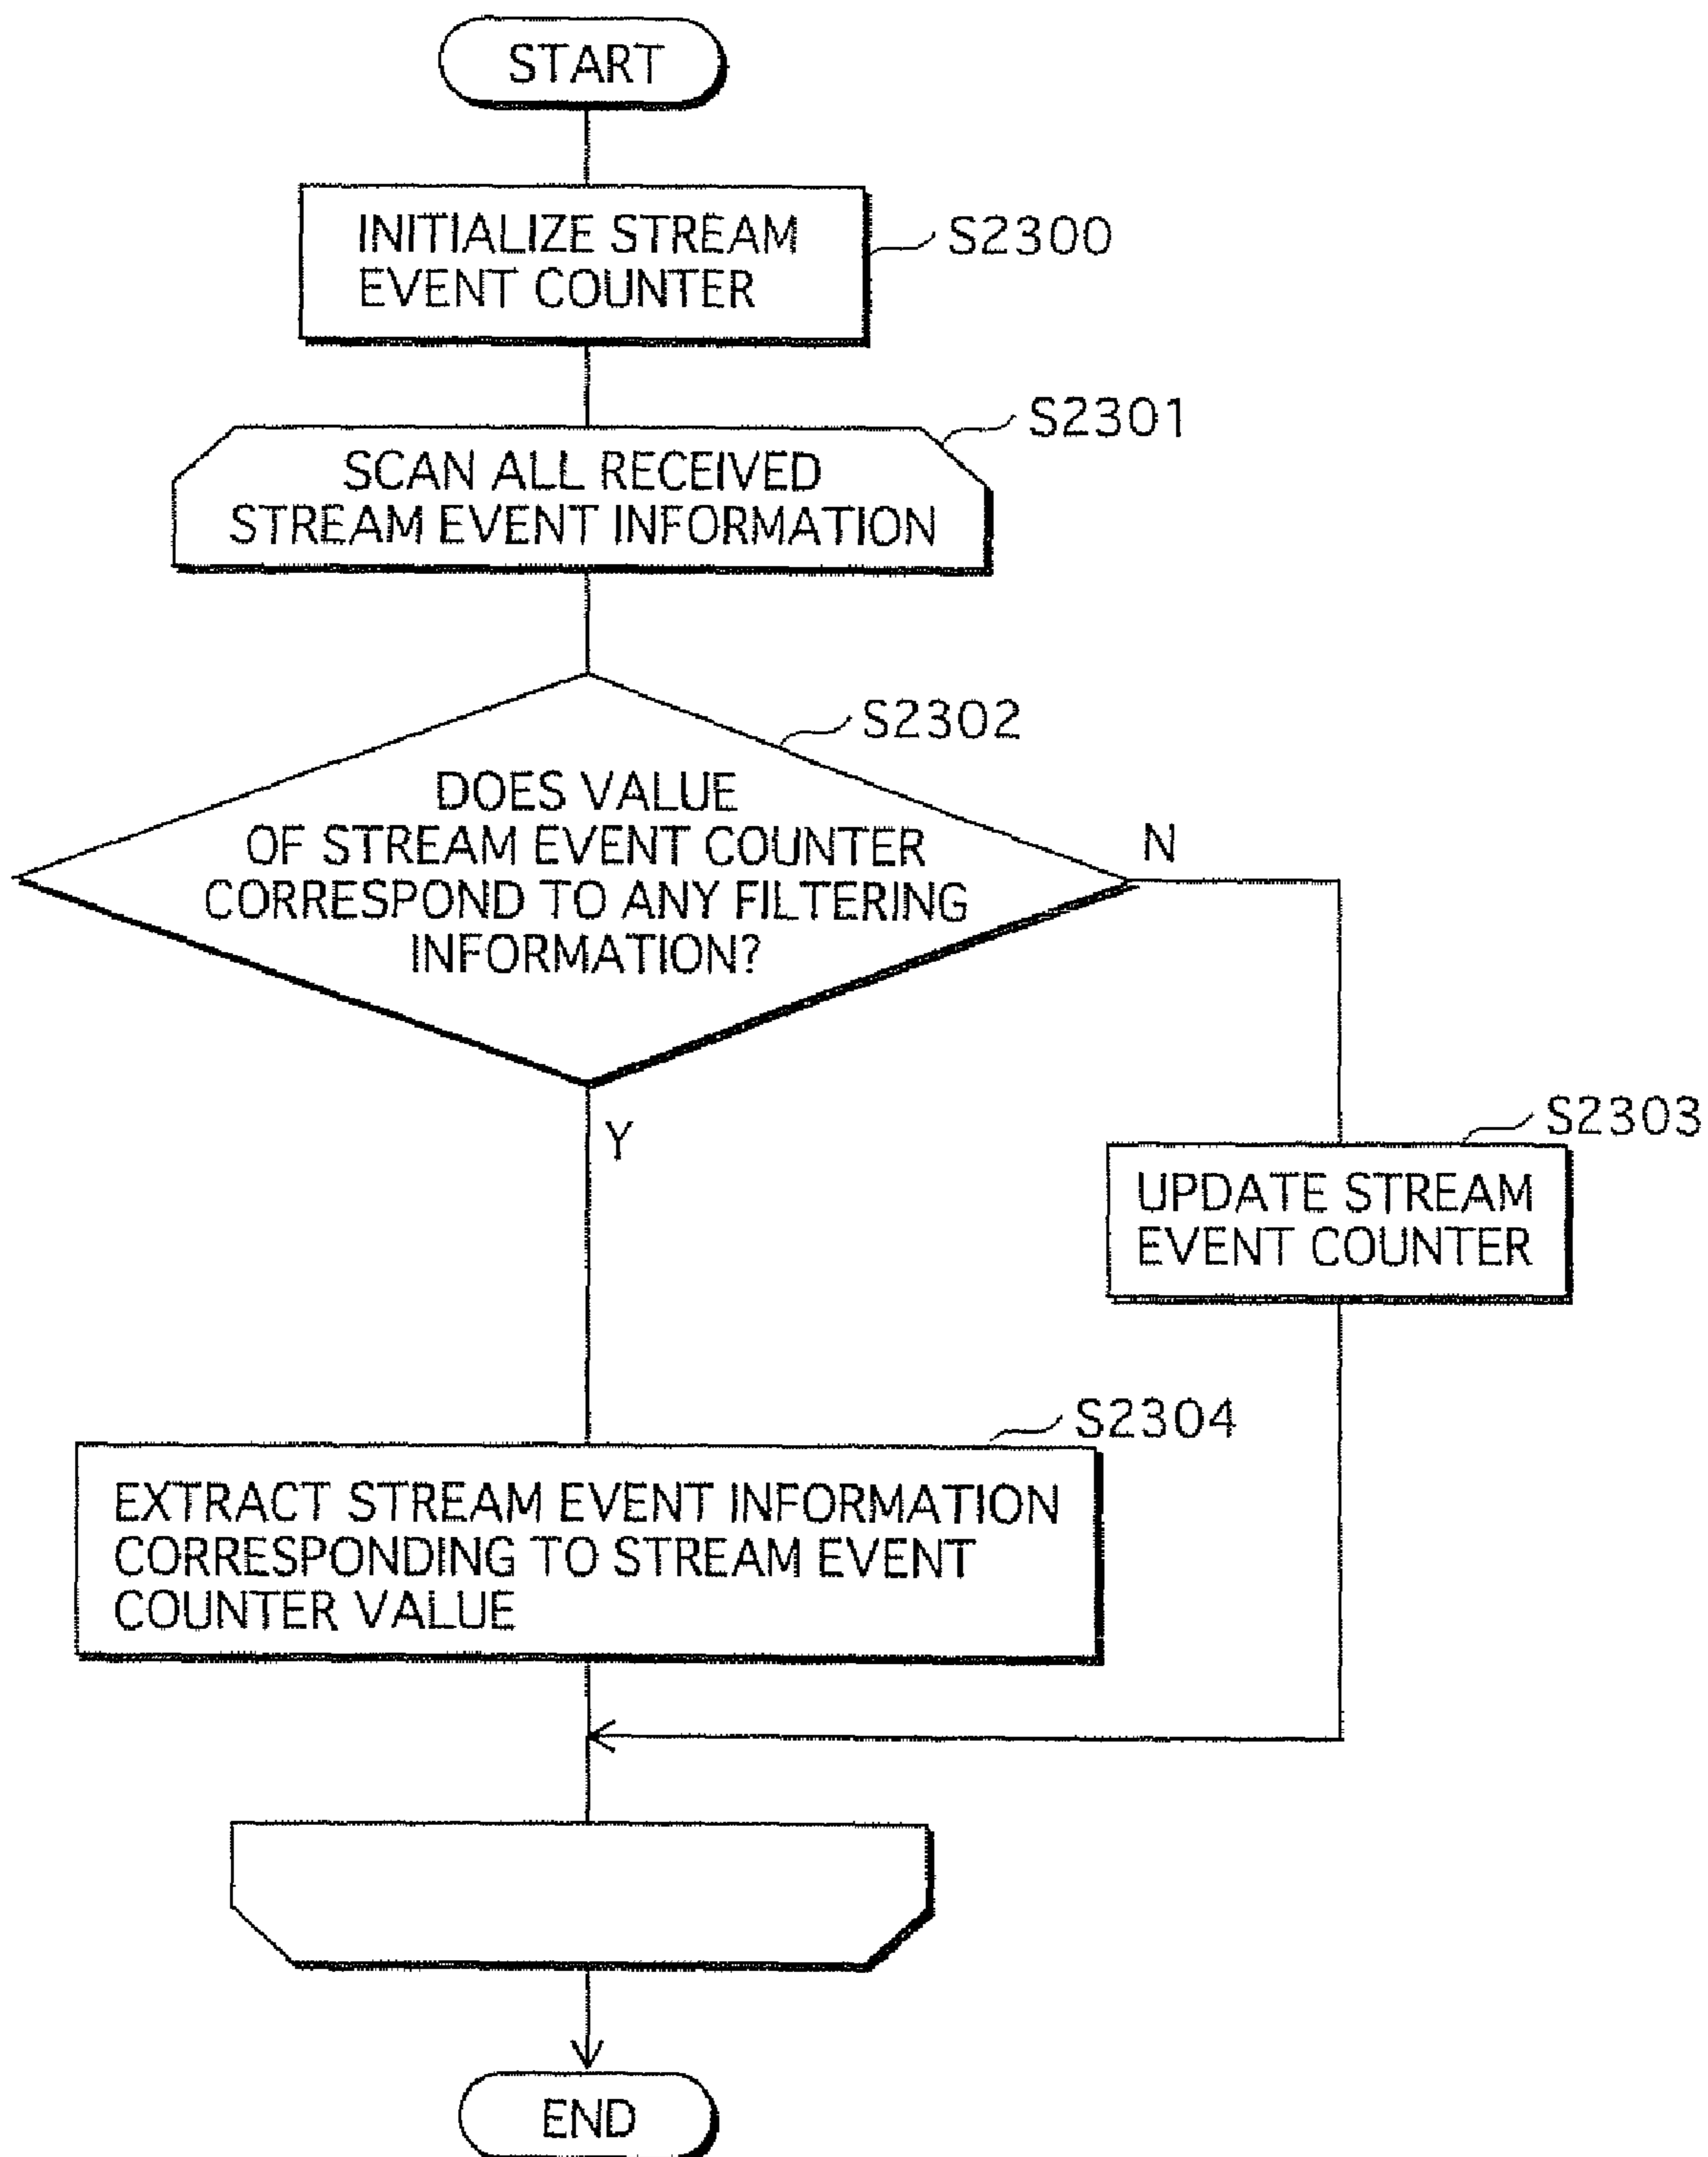 START
INITIALIZE STREAM
EVENT COUNTER
S2300
SCAN ALL RECEIVED
STREAM EVENT INFORMATION
S2301
S2302
DOES VALUE
OF STREAM EVENT COUNTER
CORRESPOND TO ANY FILTERING
INFORMATION?
N
Y
S2303
UPDATE STREAM
EVENT COUNTER
S2304
EXTRACT STREAM EVENT INFORMATION
CORRESPONDING TO STREAM EVENT
COUNTER VALUE
END